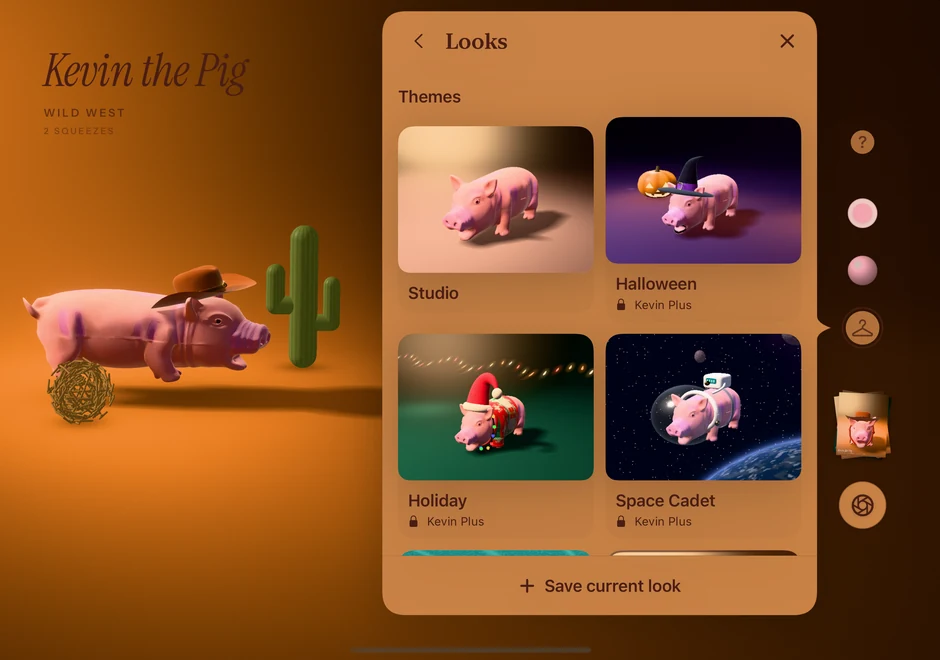 Kevin the Pig
WILD WEST
2 SQUEEZES
Looks
Themes
Studio
Halloween
Kevin Plus
Holiday
Kevin Plus
Space Cadet
Kevin Plus
+ Save current look
?